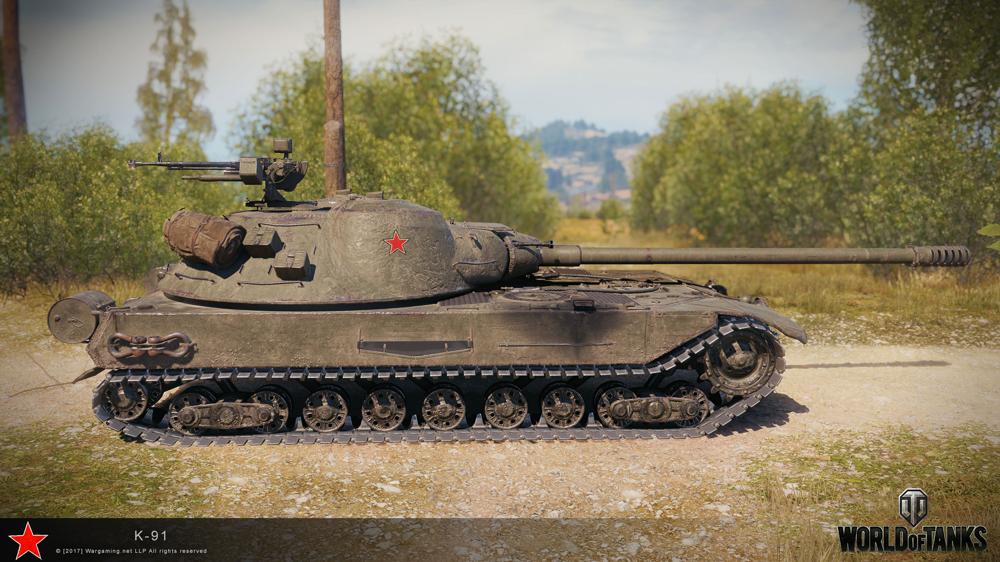 K-91
© [2017] Wargaming.net LLP All rights reserved
WORLD OF TANKS